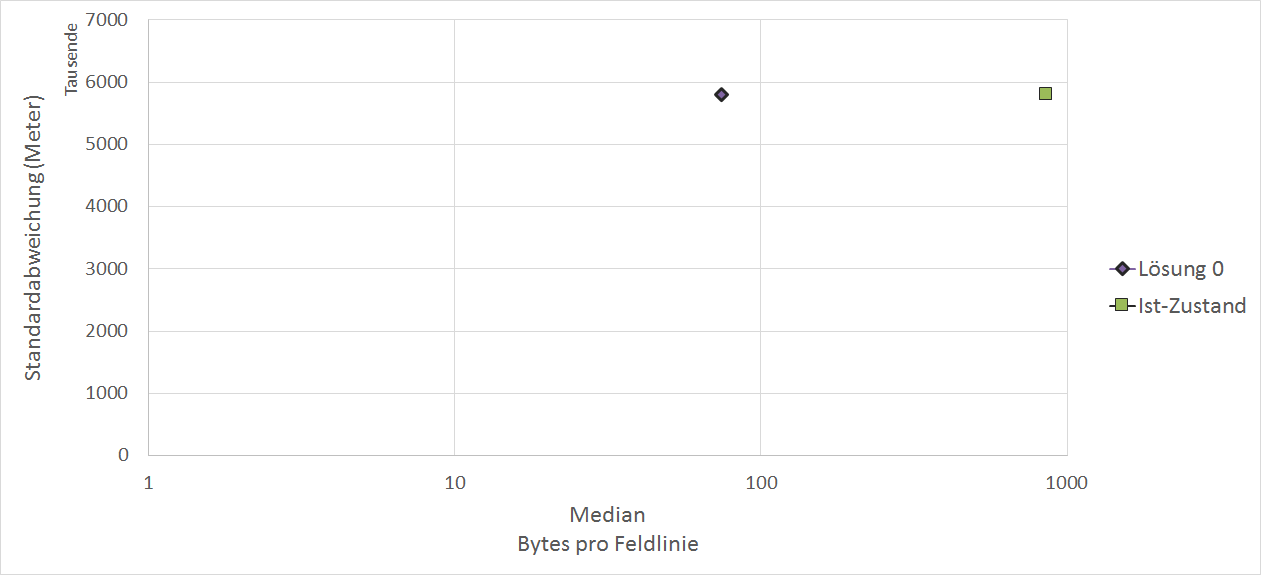 Standardabweichung (Meter)
Tausende
7000
6000
5000
4000
3000
2000
1000
0
1 10 100 1000
Median
Bytes pro Feldlinie
Lösung 0
Ist-Zustand